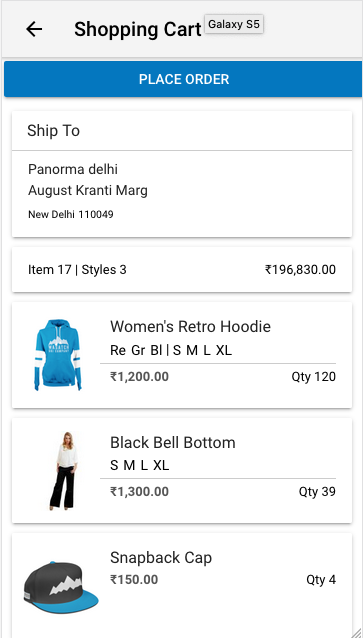 Shopping Cart
Galaxy S5
PLACE ORDER
Ship To
Panorma delhi
August Kranti Marg
New Delhi 110049
Item 17 | Styles 3 ₹196,830.00
Women's Retro Hoodie
Re Gr Bl | S M L XL
₹1,200.00 Qty 120
Black Bell Bottom
S M L XL
₹1,300.00 Qty 39
Snapback Cap
₹150.00 Qty 4